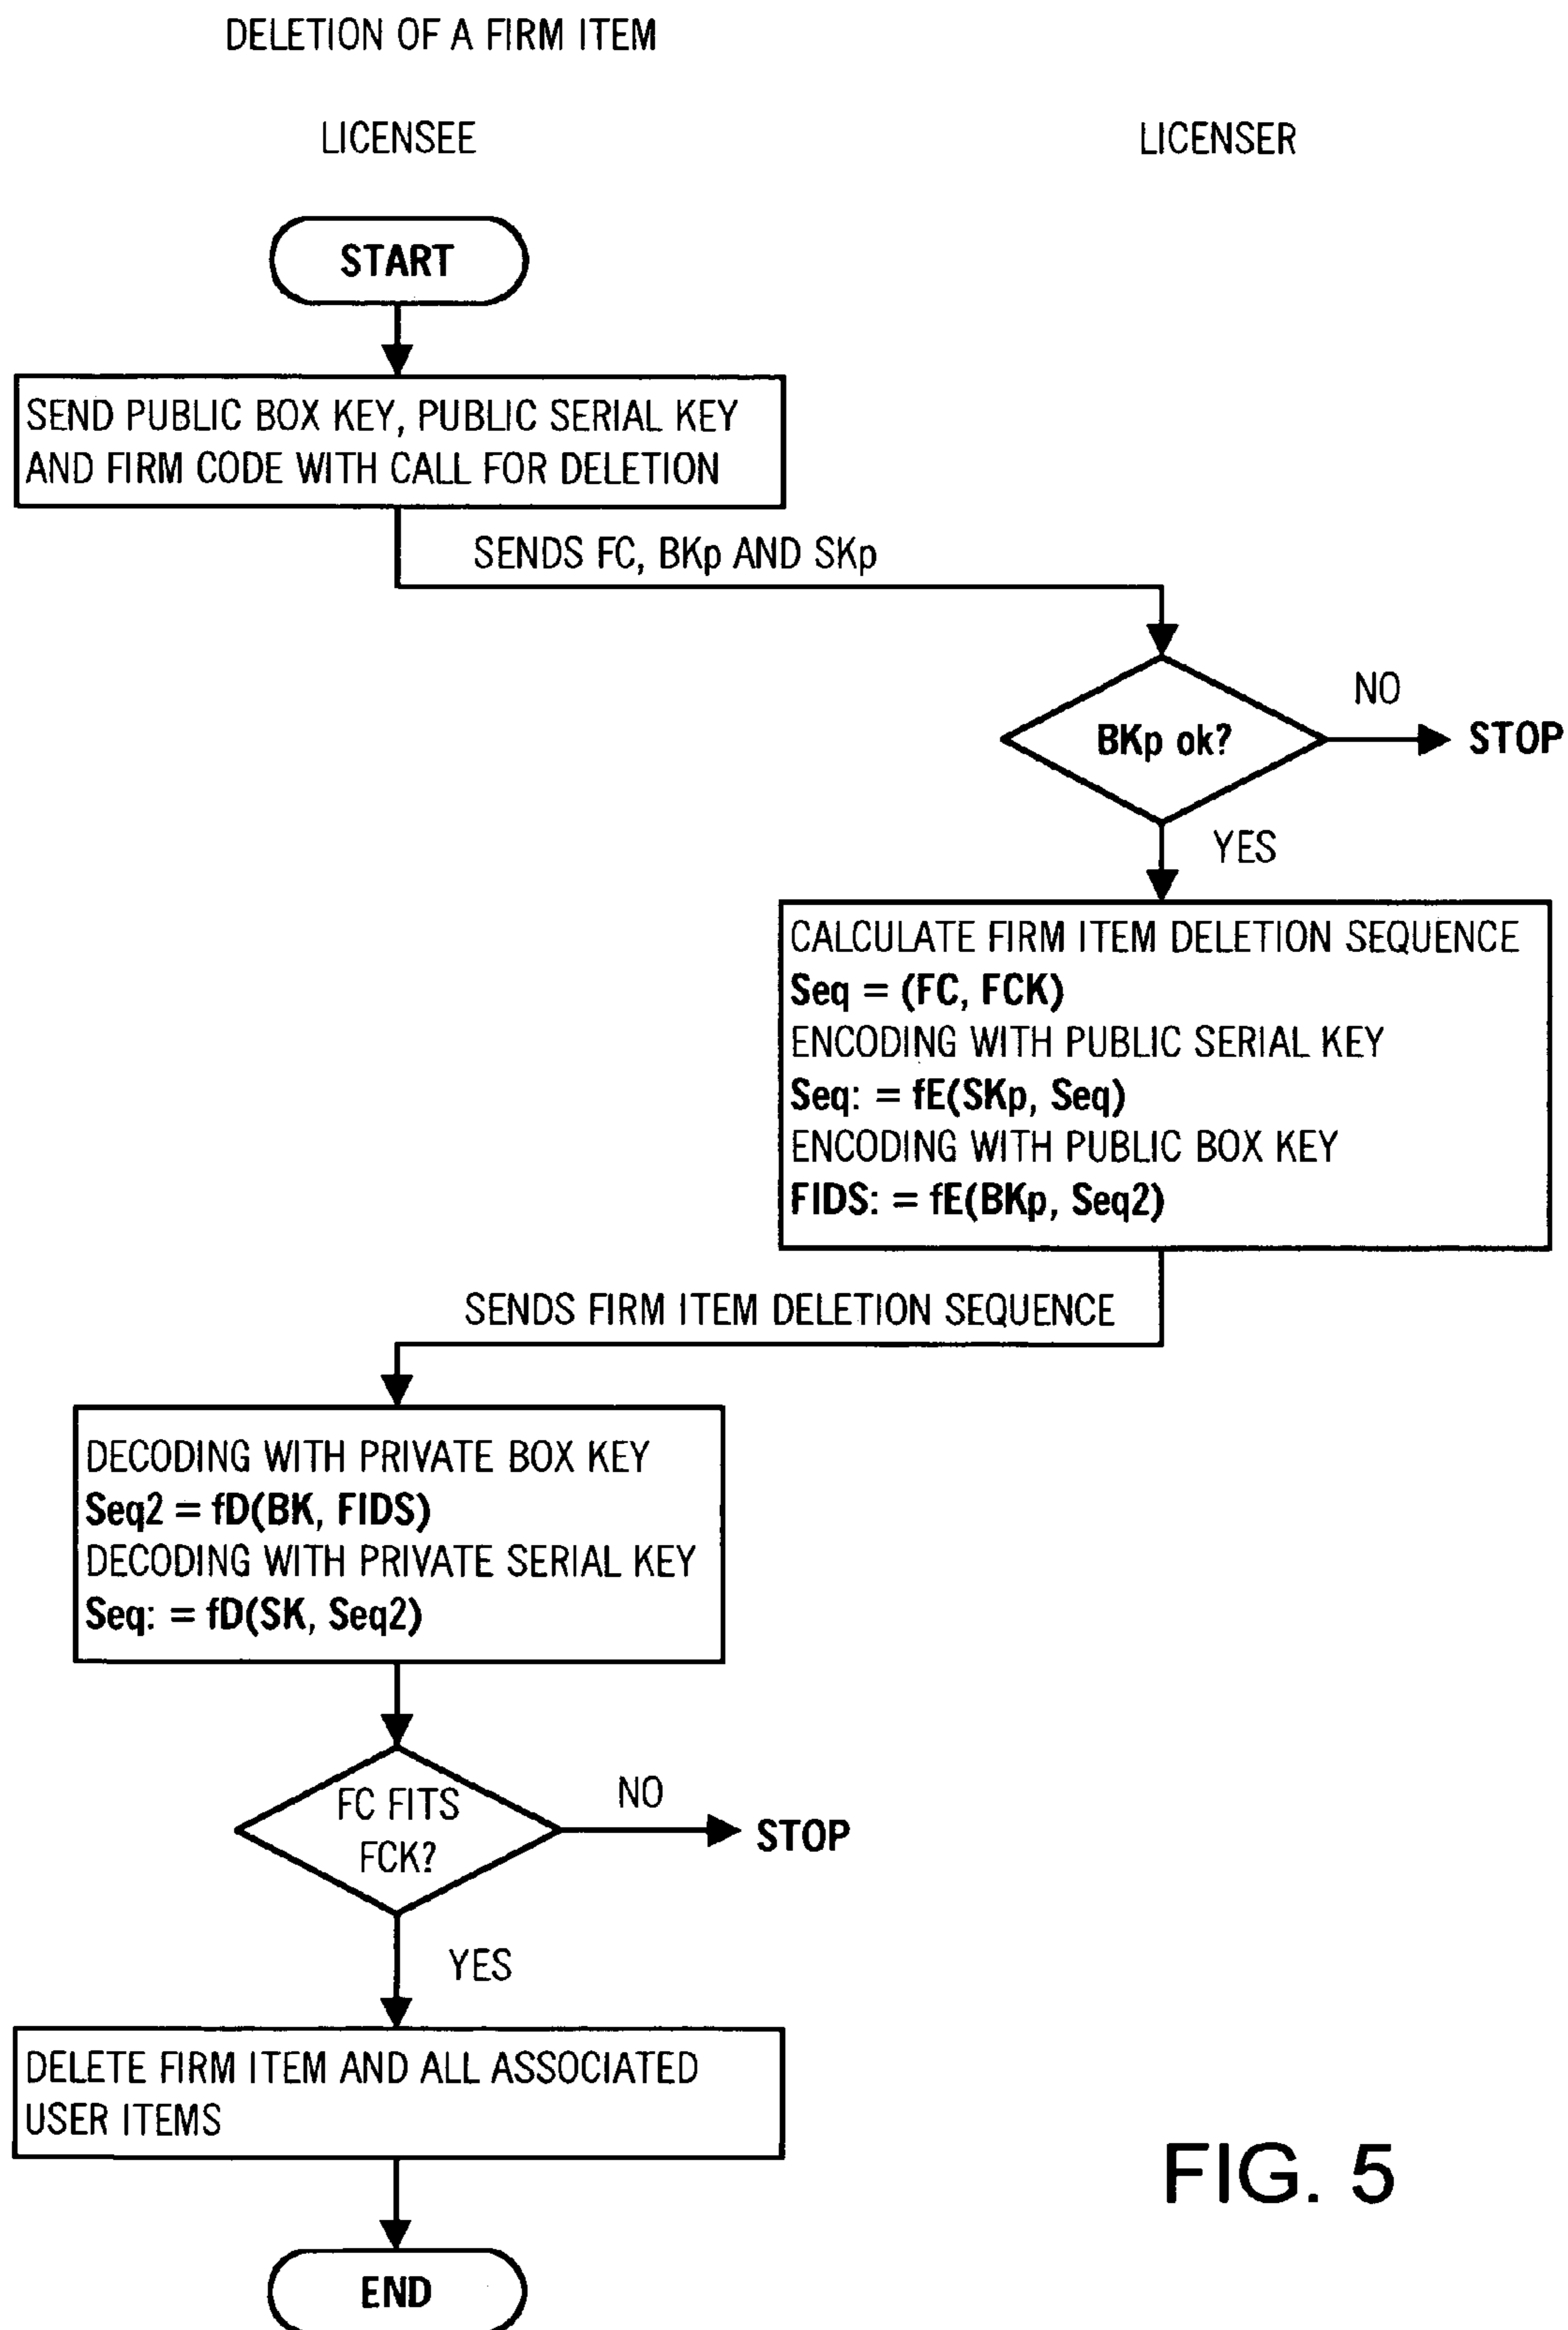 DELETION OF A FIRM ITEM
LICENSEE
LICENSER
START
SEND PUBLIC BOX KEY, PUBLIC SERIAL KEY
AND FIRM CODE WITH CALL FOR DELETION
SENDS FC, BKp AND SKp
BKp ok?
NO
STOP
YES
CALCULATE FIRM ITEM DELETION SEQUENCE
Seq = (FC, FCK)
ENCODING WITH PUBLIC SERIAL KEY
Seq: = fE(SKp, Seq)
ENCODING WITH PUBLIC BOX KEY
FIDS: = fE(BKp, Seq2)
SENDS FIRM ITEM DELETION SEQUENCE
DECODING WITH PRIVATE BOX KEY
Seq2 = fD(BK, FIDS)
DECODING WITH PRIVATE SERIAL KEY
Seq: = fD(SK, Seq2)
FC FITS
FCK?
NO
STOP
YES
DELETE FIRM ITEM AND ALL ASSOCIATED
USER ITEMS
END
FIG. 5